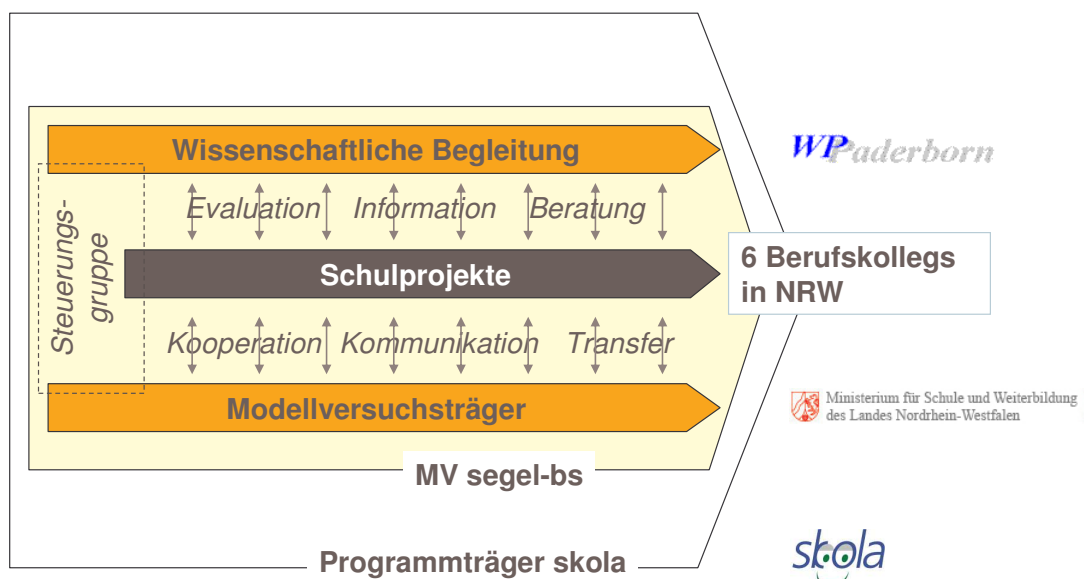 Wissenschaftliche Begleitung
WPaderborn
Evaluation Information Beratung
Steuerungs-
gruppe
Schulprojekte
6 Berufskollegs
in NRW
Kooperation Kommunikation Transfer
Modellversuchsträger
Ministerium für Schule und Weiterbildung
des Landes Nordrhein-Westfalen
MV segel-bs
Programmträger skola
skola